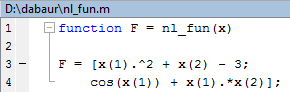 D:\dabaur\nl_fun.m
1 function F = nl_fun(x)
2
3 – F = [x(1).^2 + x(2) - 3;
4 cos(x(1)) + x(1).*x(2)];